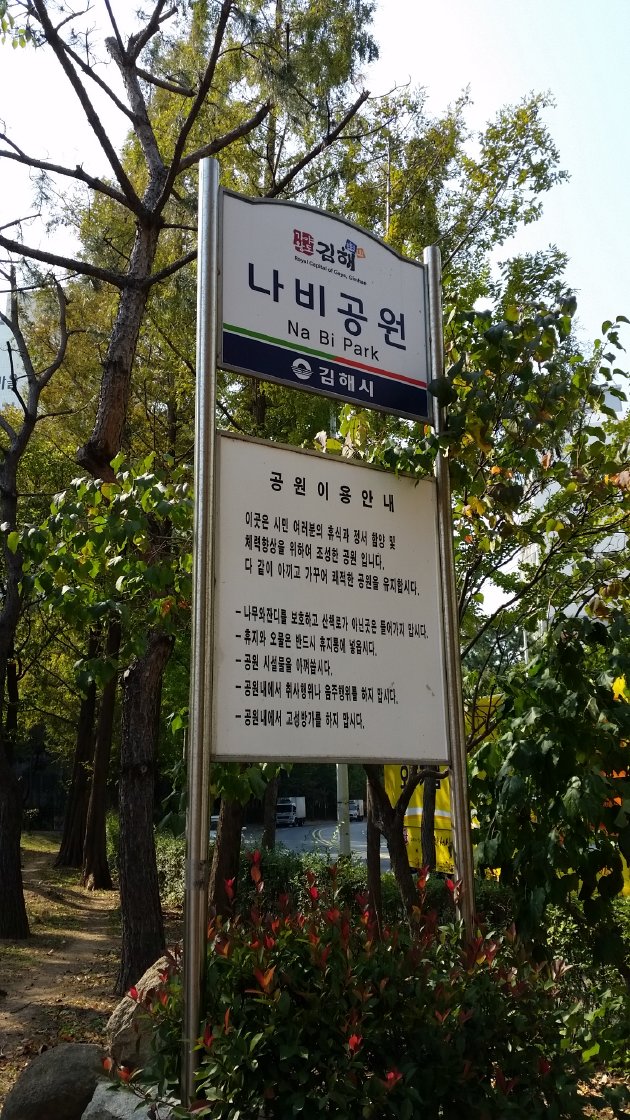 가야왕도 김해
Royal Capital of Gaya, Gimhae
나비공원
Na Bi Park
김해시
공원이용안내
이곳은 시민 여러분의 휴식과 정서 함양 및
체력향상을 위하여 조성한 공원 입니다.
다 같이 아끼고 가꾸어 쾌적한 공원을 유지합시다.
- 나무와잔디를 보호하고 산책로가 아닌곳은 들어가지 맙시다.
- 휴지와 오물은 반드시 휴지통에 넣읍시다.
- 공원 시설물을 아껴씁시다.
- 공원내에서 취사행위나 음주행위를 하지 맙시다.
- 공원내에서 고성방가를 하지 맙시다.